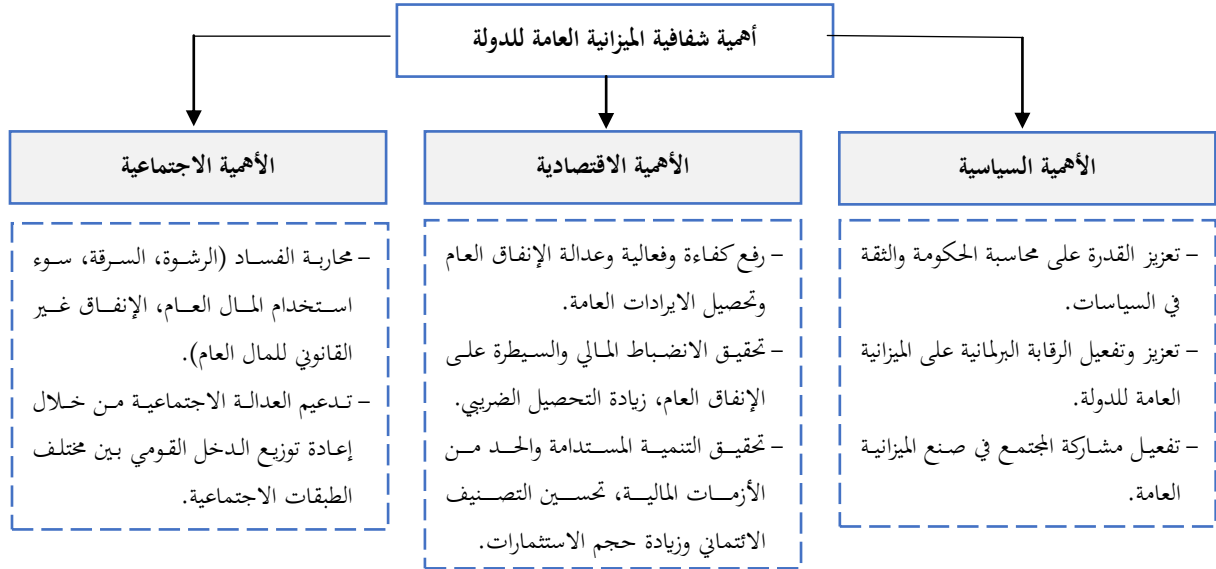 أهمية شفافية الميزانية العامة للدولة
الأهمية السياسية
- تعزيز القدرة على محاسبة الحكومة والثقة
في السياسات.
- تعزيز وتفعيل الرقابة البرلمانية على الميزانية
العامة للدولة.
- تفعيل مشاركة المجتمع في صنع الميزانية
العامة.
الأهمية الاقتصادية
- رفع كفاءة وفعالية وعدالة الإنفاق العام
وتحصيل الايرادات العامة.
- تحقيق الانضباط المالي والسيطرة على
الإنفاق العام، زيادة التحصيل الضريبي.
- تحقيق التنمية المستدامة والحد من
الأزمات المالية، تحسين التصنيف
الائتماني وزيادة حجم الاستثمارات.
الأهمية الاجتماعية
- محاربة الفساد (الرشوة، السرقة، سوء
استخدام المال العام، الإنفاق غير
القانوني للمال العام).
- تدعيم العدالة الاجتماعية من خلال
إعادة توزيع الدخل القومي بين مختلف
الطبقات الاجتماعية.